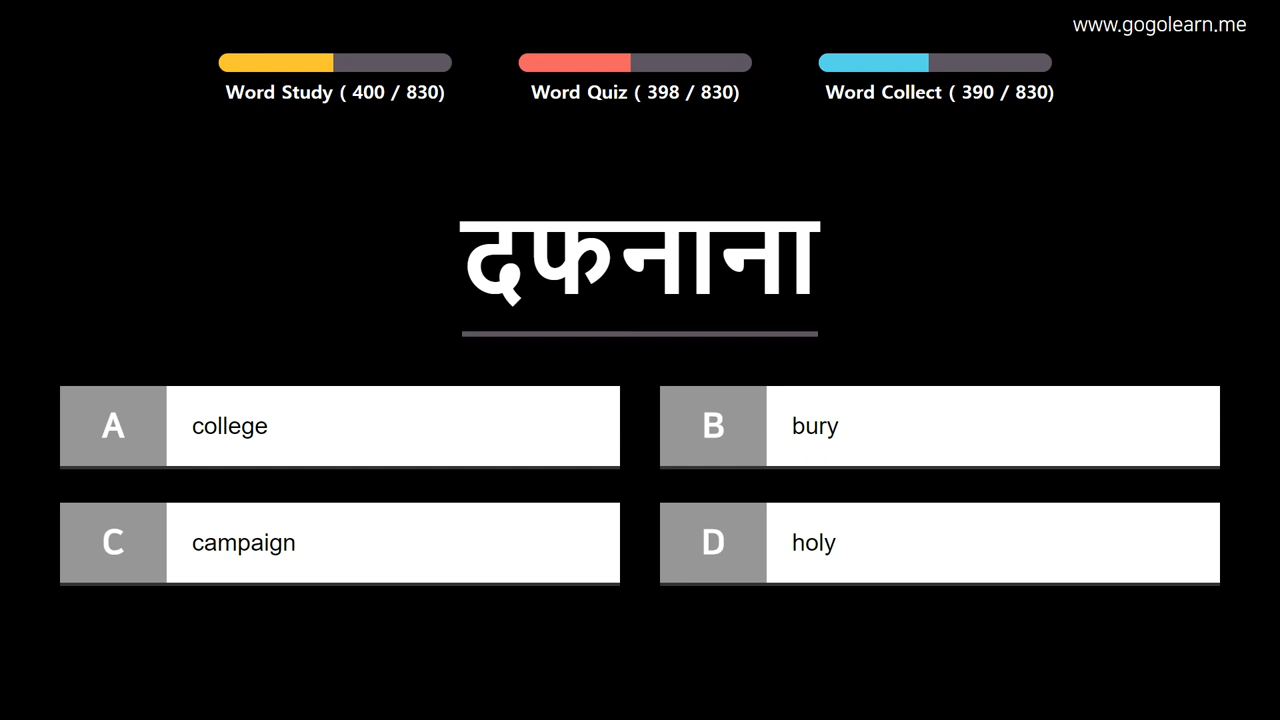 www.gogolearn.me
Word Study ( 400 / 830)
Word Quiz ( 398 / 830)
Word Collect ( 390 / 830)
दफनाना
A college
B bury
C campaign
D holy